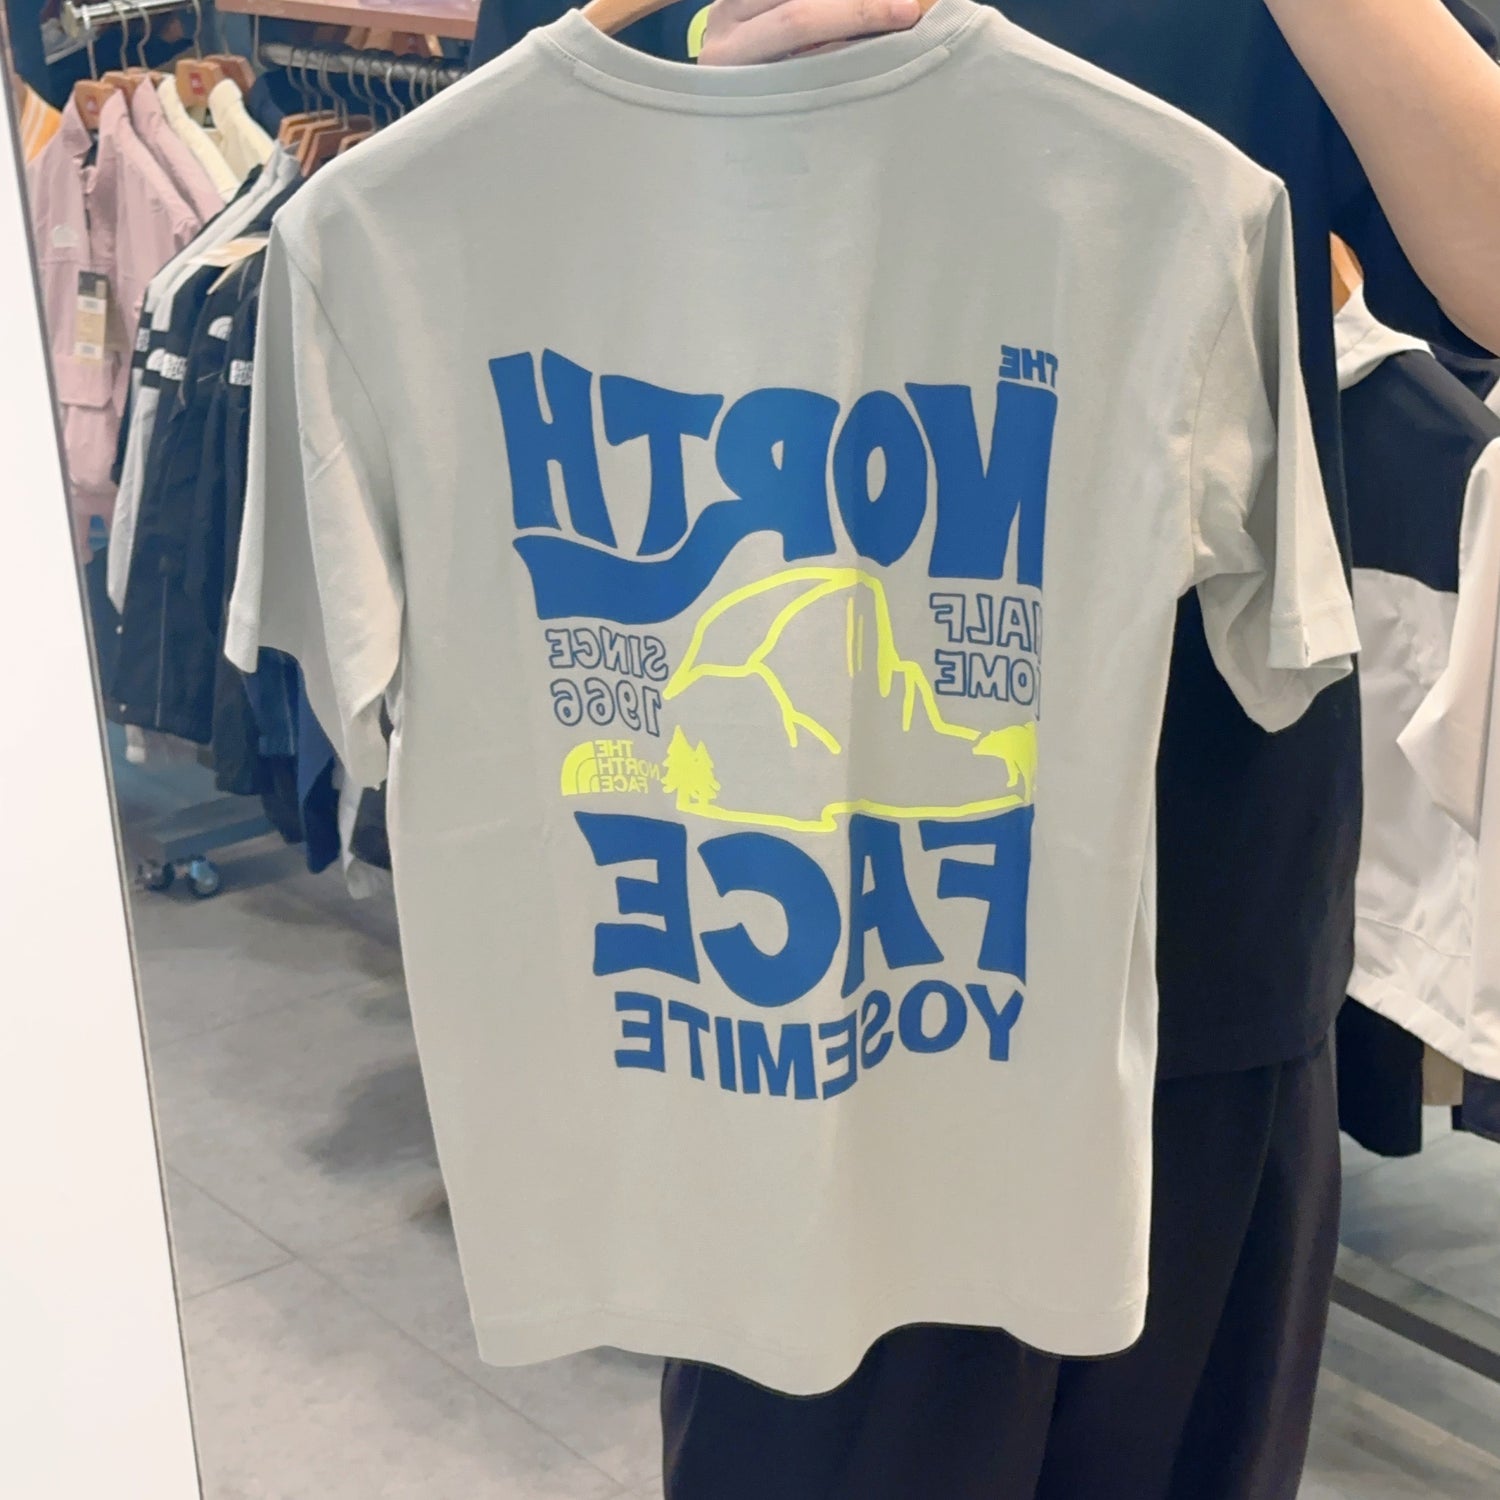 THE
NORTH
HALF
DOME
SINCE
1966
THE
NORTH
FACE
FACE
YOSEMITE